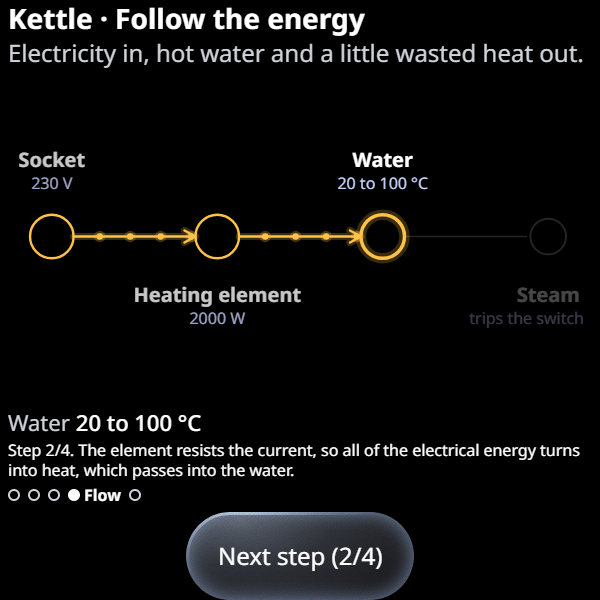 Kettle · Follow the energy
Electricity in, hot water and a little wasted heat out.
Socket
230 V
Water
20 to 100 °C
Heating element
2000 W
Steam
trips the switch
Water 20 to 100 °C
Step 2/4. The element resists the current, so all of the electrical energy turns
into heat, which passes into the water.
Flow
Next step (2/4)